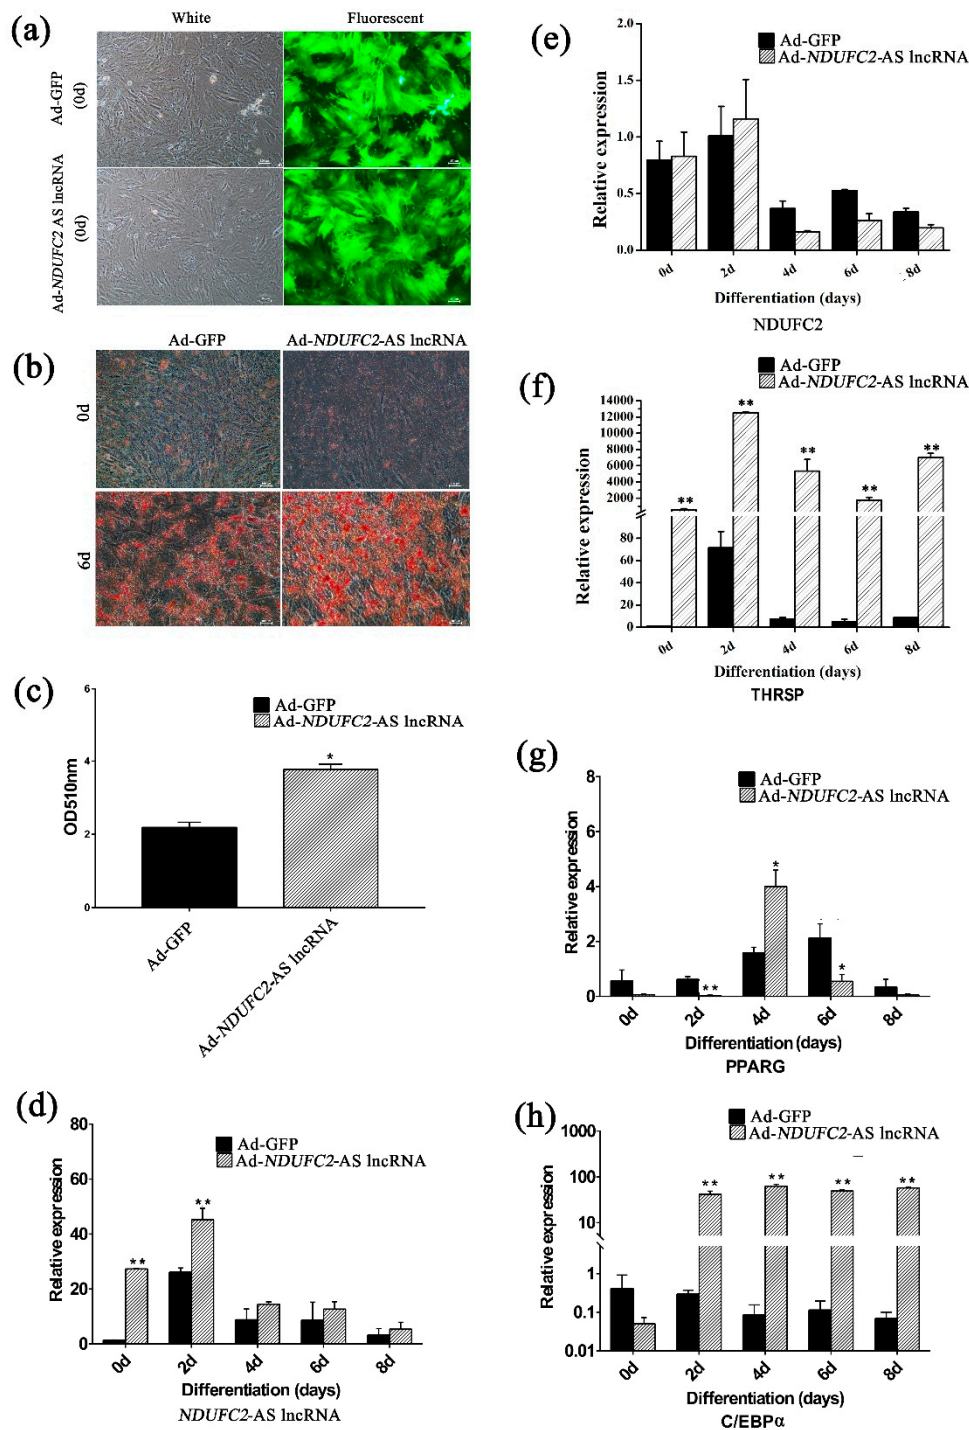 (a)
White
Fluorescent
Ad-GFP
(0d)
Ad-NDUFC2 AS lncRNA
(0d)
(b)
Ad-GFP
Ad-NDUFC2-AS lncRNA
0d
6d
(c)
6
4
2
0
OD510nm
Ad-GFP
Ad-NDUFC2-AS lncRNA
*
Ad-GFP
Ad-NDUFC2-AS lncRNA
(d)
80
60
40
20
0
Relative expression
Ad-GFP
Ad-NDUFC2-AS lncRNA
**
**
0d
2d
4d
6d
8d
Differentiation (days)
NDUFC2-AS lncRNA
(e)
2.0
1.5
1.0
0.5
0.0
Relative expression
Ad-GFP
Ad-NDUFC2-AS lncRNA
0d
2d
4d
6d
8d
Differentiation (days)
NDUFC2
(f)
Ad-GFP
Ad-NDUFC2-AS lncRNA
14000
12000
10000
8000
6000
4000
2000
80
60
40
20
0
Relative expression
**
**
**
**
**
0d
2d
4d
6d
8d
Differentiation (days)
THRSP
(g)
8
6
4
2
0
Relative expression
Ad-GFP
Ad-NDUFC2-AS lncRNA
**
*
*
0d
2d
4d
6d
8d
Differentiation (days)
PPARG
(h)
Ad-GFP
Ad-NDUFC2-AS lncRNA
1000
100
10
1
0.1
0.01
Relative expression
**
**
**
**
0d
2d
4d
6d
8d
Differentiation (days)
C/EBPα